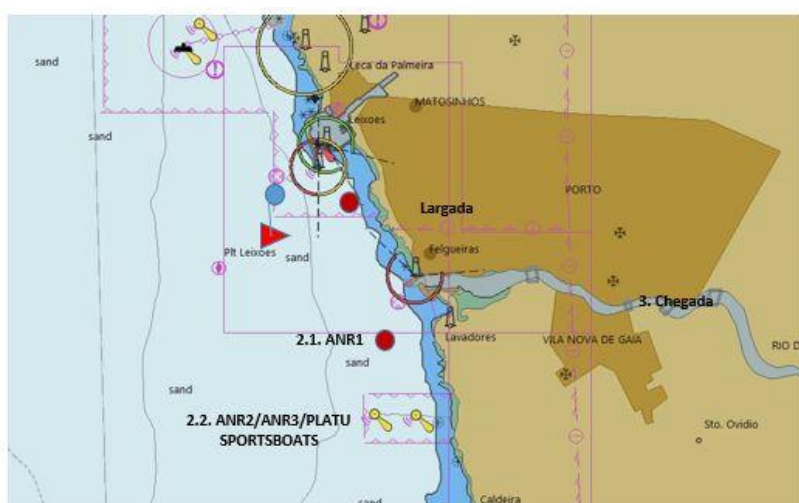 sand
Leca da Palmeira
MATOSINHOS
sand
Leixoes
sand
PORTO
Largada
Plt Leixoes
sand
Felgueiras
3. Chegada
2.1. ANR1
Lavadores
VILA NOVA DE GAIA
RIO D
sand
sand
2.2. ANR2/ANR3/PLATU
SPORTSBOATS
Sto. Ovidio
sand
Caldeira